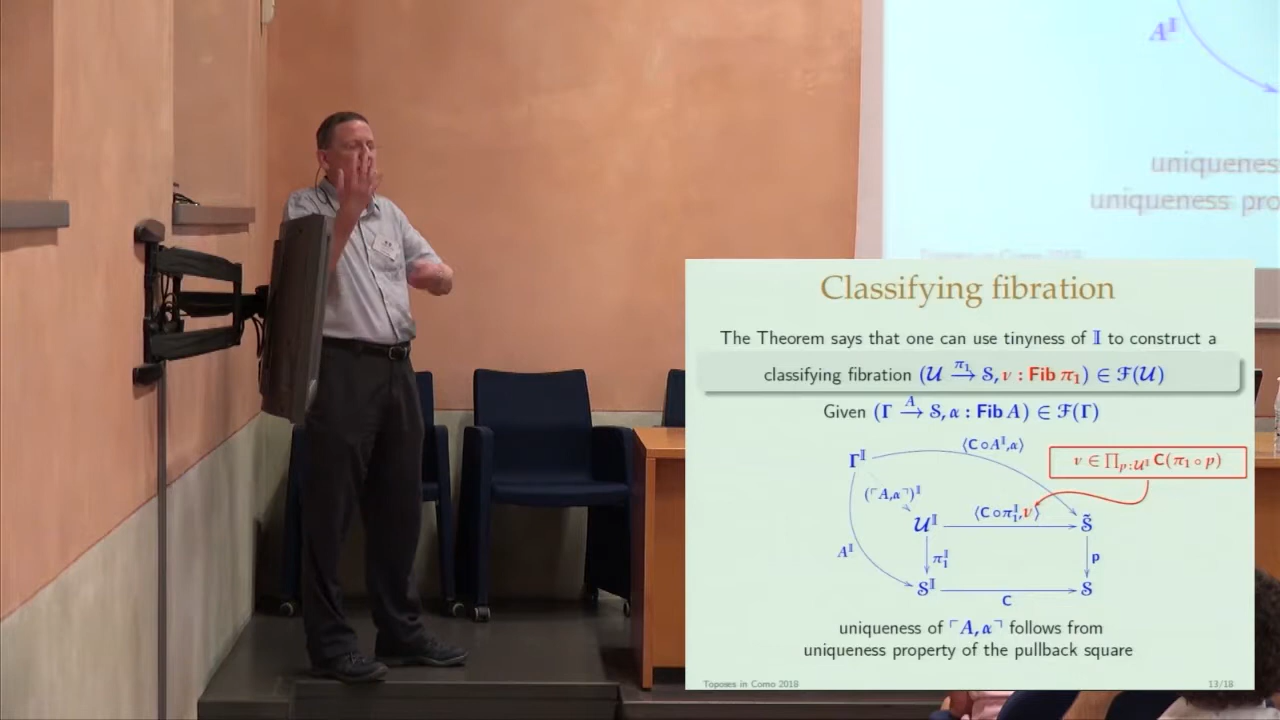 A^𝕀
uniqueness
uniqueness pro
Classifying fibration
The Theorem says that one can use tinyness of 𝕀 to construct a
classifying fibration (𝒰 —π₁→ 𝒮, ν : Fib π₁) ∈ ℱ(𝒰)
Given (Γ —A→ 𝒮, α : Fib A) ∈ ℱ(Γ)
⟨C∘A^𝕀, α⟩
Γ^𝕀
ν ∈ ∏_{p:𝒰^𝕀} C(π₁ ∘ p)
(⌜A, α⌝)^𝕀
⟨C∘π₁^𝕀, ν⟩
𝒰^𝕀
S̃
A^𝕀
π₁^𝕀
p
𝒮^𝕀
𝒮
C
uniqueness of ⌜A, α⌝ follows from
uniqueness property of the pullback square
Toposes in Como 2018
13/18